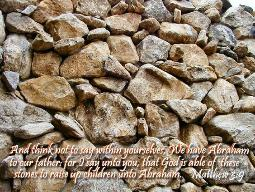 And think not to say within yourselves, We have Abraham
to our father: for I say unto you, that God is able of these
stones to raise up children unto Abraham.     Matthew 3:9